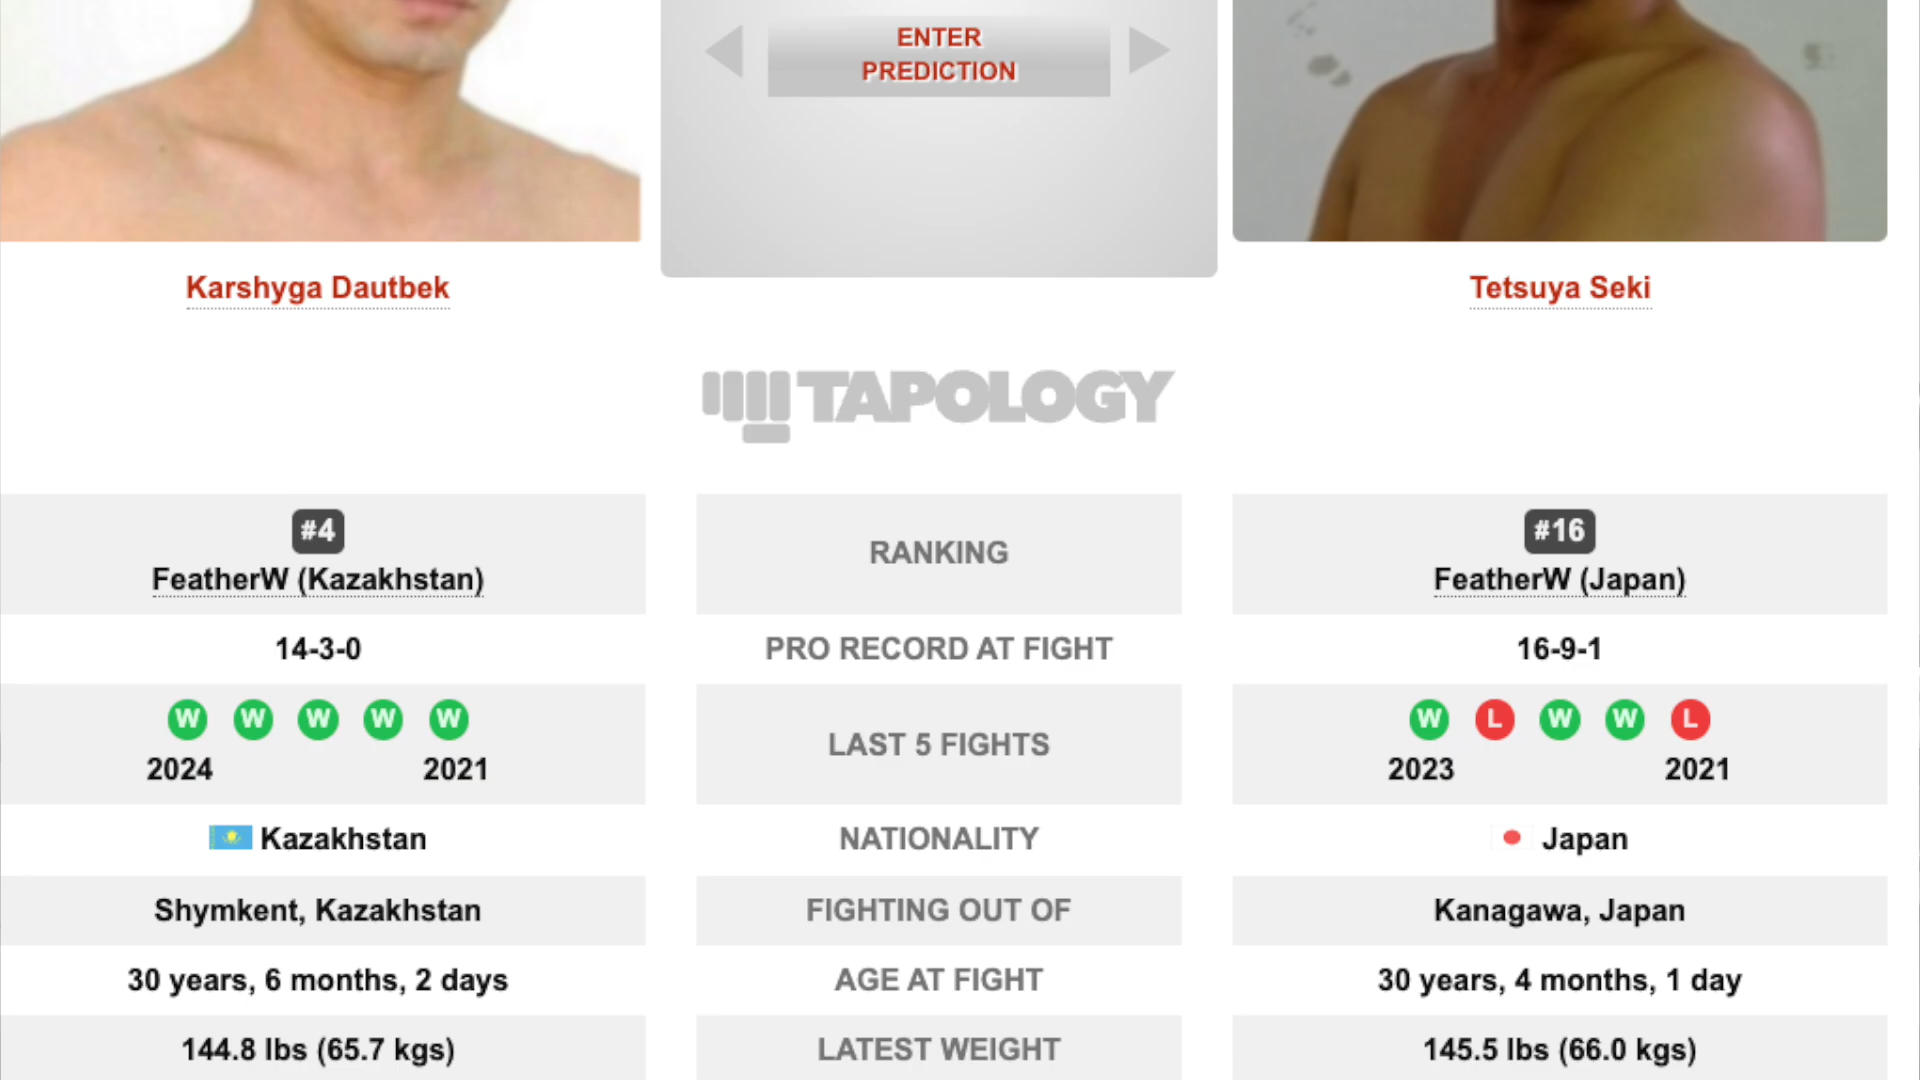 ENTER
PREDICTION
Karshyga Dautbek
Tetsuya Seki
TAPOLOGY
#4
FeatherW (Kazakhstan)
RANKING
#16
FeatherW (Japan)
14-3-0
PRO RECORD AT FIGHT
16-9-1
W W W W W
2024 2021
LAST 5 FIGHTS
W L W W L
2023 2021
Kazakhstan
NATIONALITY
Japan
Shymkent, Kazakhstan
FIGHTING OUT OF
Kanagawa, Japan
30 years, 6 months, 2 days
AGE AT FIGHT
30 years, 4 months, 1 day
144.8 lbs (65.7 kgs)
LATEST WEIGHT
145.5 lbs (66.0 kgs)